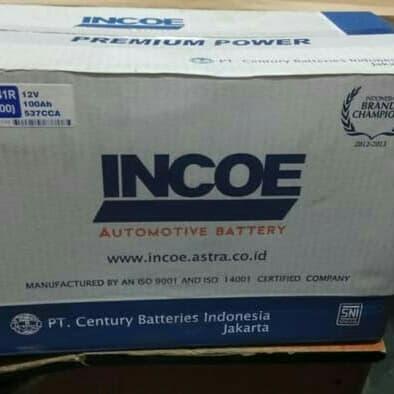 INCOE
PREMIUM POWER
PT. Century Batteries Indonesia
Jakarta
12V
100Ah
537CCA
BRAND
CHAMPION
2012-2013
INCOE
AUTOMOTIVE BATTERY
www.incoe.astra.co.id
MANUFACTURED BY AN ISO 9001 AND ISO 14001 CERTIFIED COMPANY
PT. Century Batteries Indonesia
Jakarta
SNI